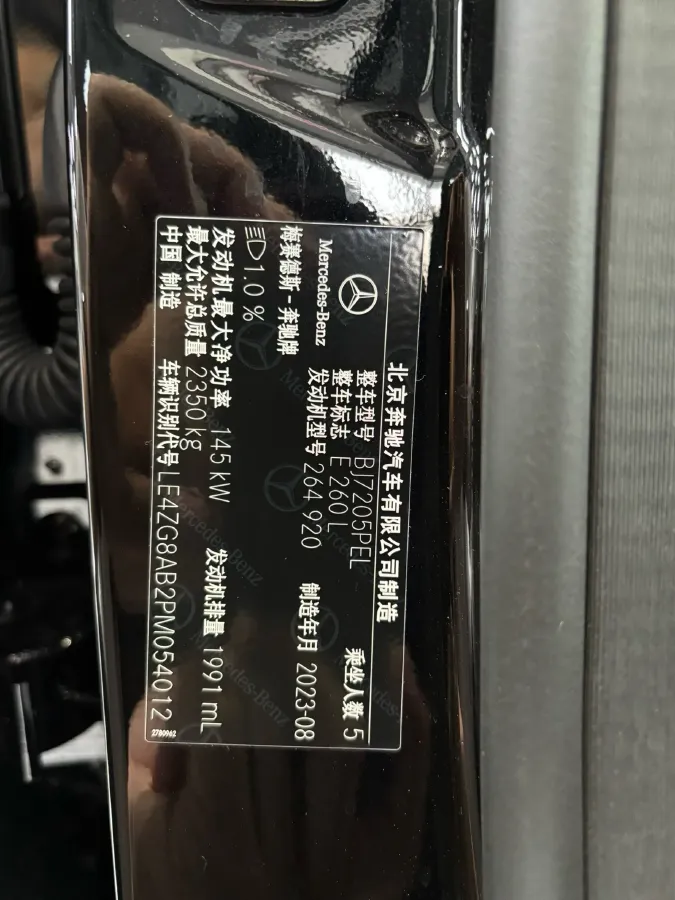 北京奔驰汽车有限公司制造
Mercedes-Benz
梅赛德斯-奔驰牌
整车型号 BJ7205PEL
乘坐人数 5
整车标志 E 260 L
发动机型号 264 920
制造年月 2023-08
1.0 %
发动机最大净功率 145 kW
发动机排量 1991 mL
最大允许总质量 2350 kg
中国 制造
车辆识别代号 LE4ZG8AB2PM054012
2780962